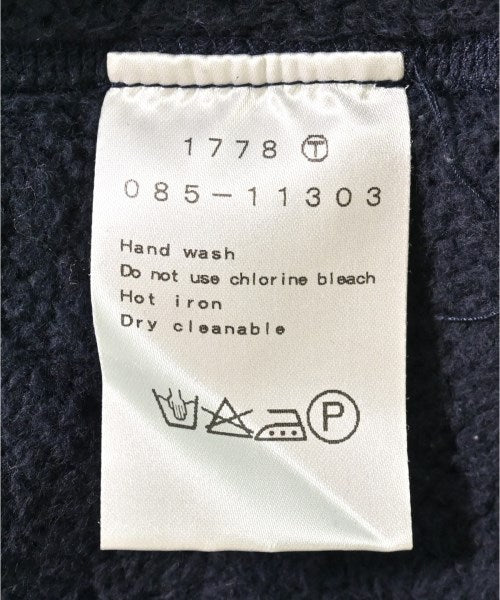 1778 Ⓣ
085-11303
Hand wash
Do not use chlorine bleach
Hot iron
Dry cleanable
P